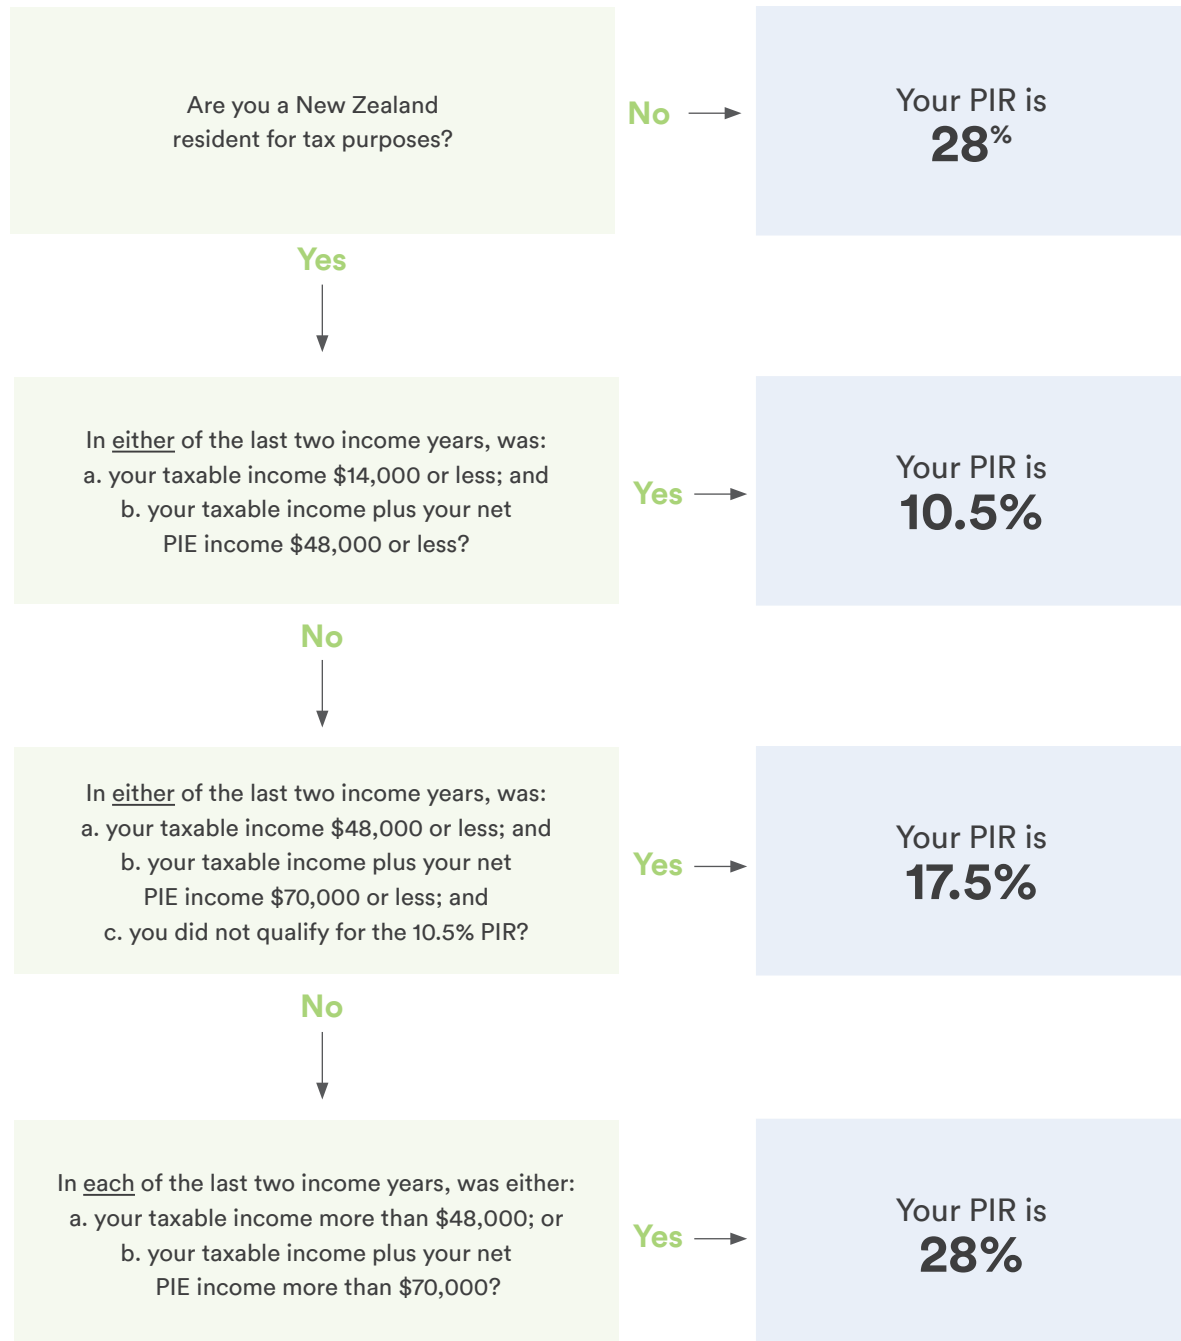 Are you a New Zealand
resident for tax purposes?
No
Your PIR is
28%
Yes
In either of the last two income years, was:
a. your taxable income $14,000 or less; and
b. your taxable income plus your net
PIE income $48,000 or less?
Yes
Your PIR is
10.5%
No
In either of the last two income years, was:
a. your taxable income $48,000 or less; and
b. your taxable income plus your net
PIE income $70,000 or less; and
c. you did not qualify for the 10.5% PIR?
Yes
Your PIR is
17.5%
No
In each of the last two income years, was either:
a. your taxable income more than $48,000; or
b. your taxable income plus your net
PIE income more than $70,000?
Yes
Your PIR is
28%